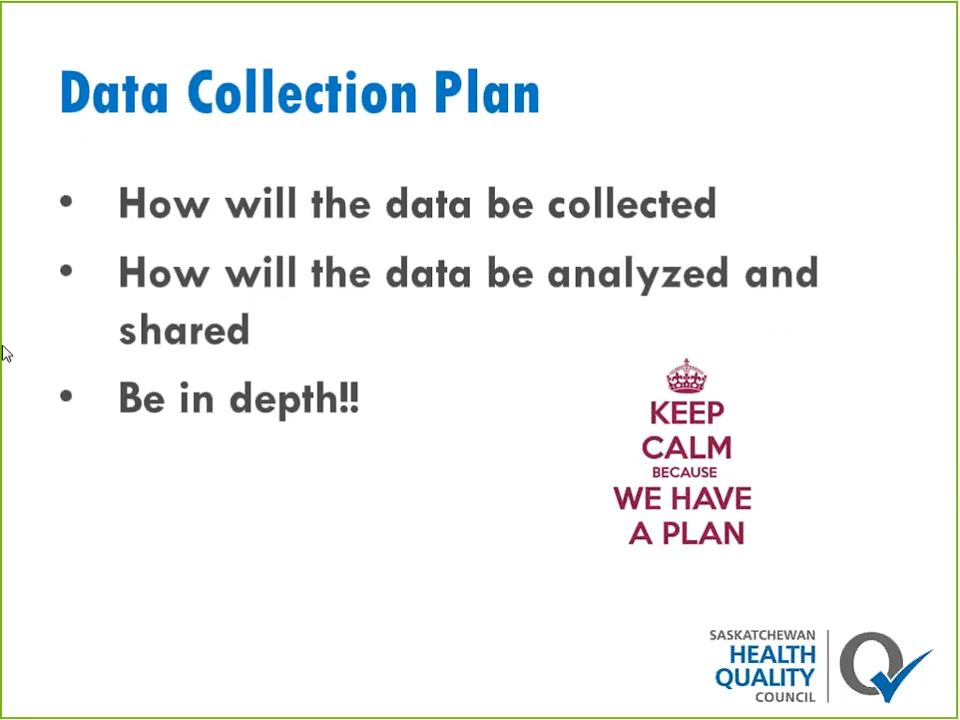 Data Collection Plan
• How will the data be collected
• How will the data be analyzed and
shared
• Be in depth!!
KEEP
CALM
BECAUSE
WE HAVE
A PLAN
SASKATCHEWAN
HEALTH
QUALITY
COUNCIL